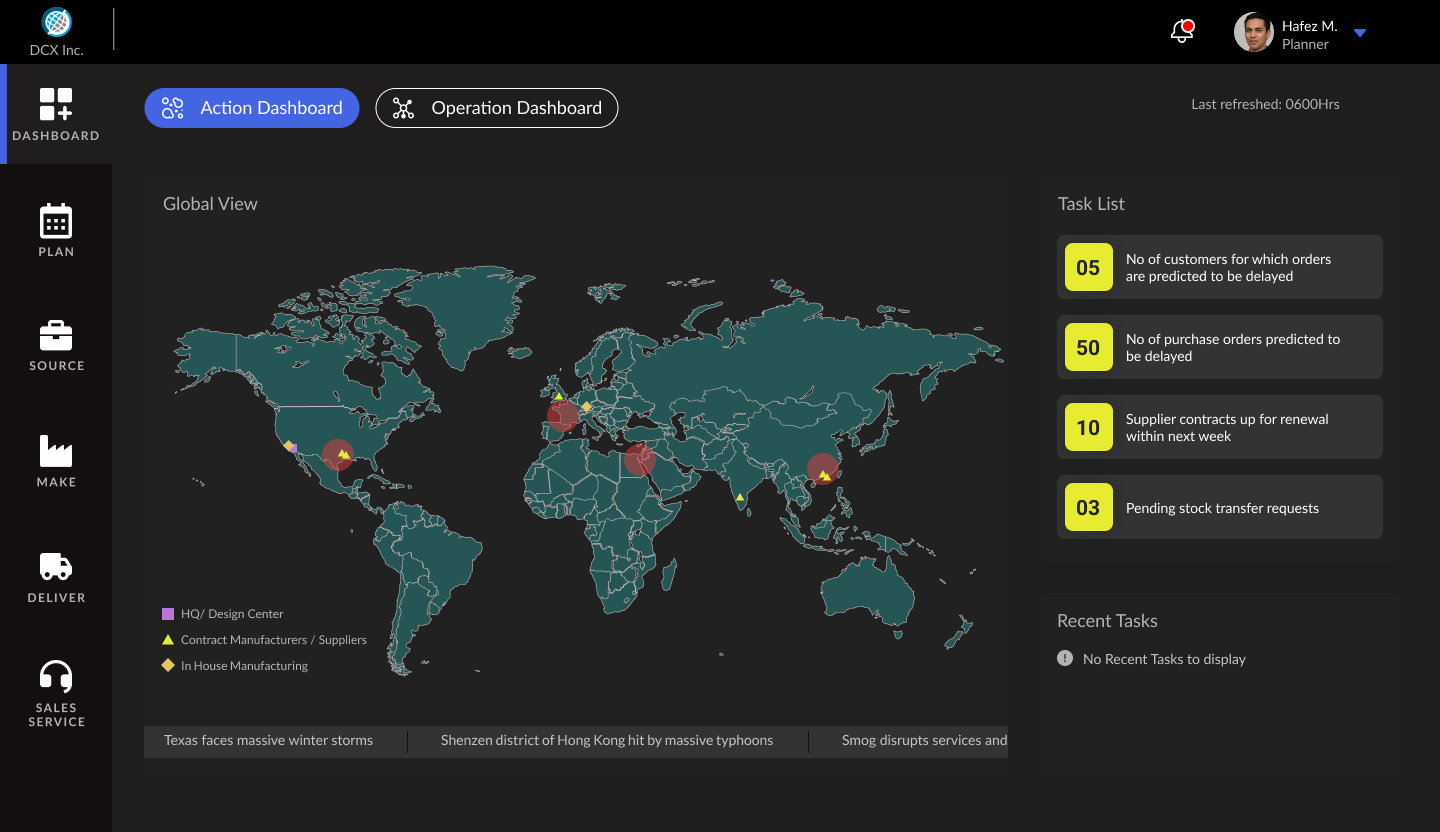 DCX Inc.
Hafez M.
Planner
DASHBOARD
PLAN
SOURCE
MAKE
DELIVER
SALES
SERVICE
Action Dashboard
Operation Dashboard
Last refreshed: 0600Hrs
Global View
HQ/ Design Center
Contract Manufacturers / Suppliers
In House Manufacturing
Texas faces massive winter storms
Shenzen district of Hong Kong hit by massive typhoons
Smog disrupts services and
Task List
05
No of customers for which orders
are predicted to be delayed
50
No of purchase orders predicted to
be delayed
10
Supplier contracts up for renewal
within next week
03
Pending stock transfer requests
Recent Tasks
No Recent Tasks to display